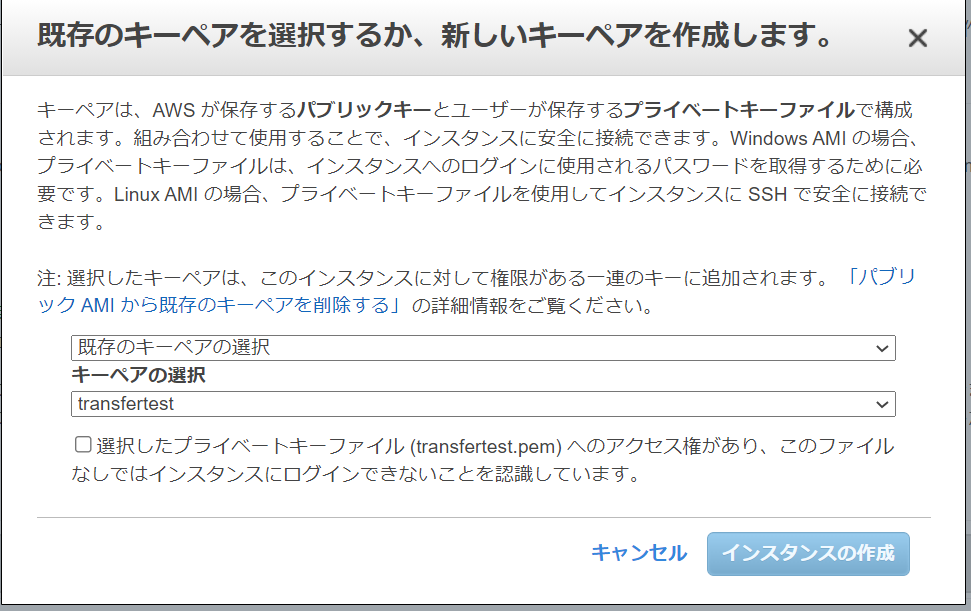 既存のキーペアを選択するか、新しいキーペアを作成します。
キーペアは、AWS が保存するパブリックキーとユーザーが保存するプライベートキーファイルで構成
されます。組み合わせて使用することで、インスタンスに安全に接続できます。Windows AMI の場合、
プライベートキーファイルは、インスタンスへのログインに使用されるパスワードを取得するために必
要です。Linux AMI の場合、プライベートキーファイルを使用してインスタンスに SSH で安全に接続で
きます。
注: 選択したキーペアは、このインスタンスに対して権限がある一連のキーに追加されます。 「パブリ
ック AMI から既存のキーペアを削除する」 の詳細情報をご覧ください。
既存のキーペアの選択
キーペアの選択
transfertest
選択したプライベートキーファイル (transfertest.pem) へのアクセス権があり、このファイル
なしではインスタンスにログインできないことを認識しています。
キャンセル インスタンスの作成